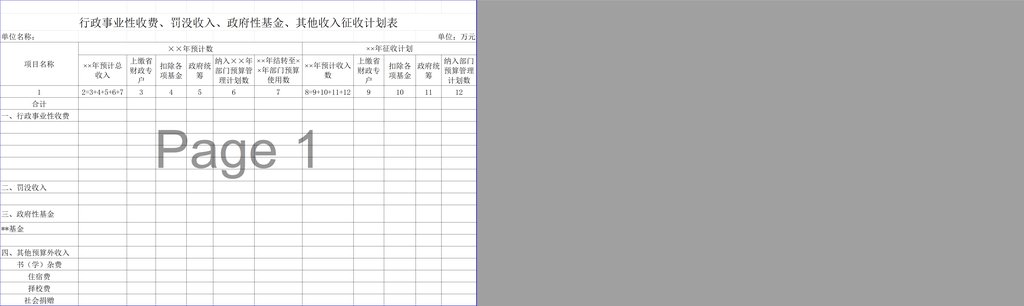 行政事业性收费、罚没收入、政府性基金、其他收入征收计划表
单位名称： 单位：万元
项目名称 ××年预计数 ××年征收计划
××年预计总收入 上缴省财政专户 扣除各项基金 政府统筹 纳入××年部门预算管理计划数 ××年结转至××年部门预算使用数 ××年预计收入数 上缴省财政专户 扣除各项基金 政府统筹 纳入部门预算管理计划数
1 2=3+4+5+6+7 3 4 5 6 7 8=9+10+11+12 9 10 11 12
合计
一、行政事业性收费
Page 1
二、罚没收入
三、政府性基金
**基金
四、其他预算外收入
书（学）杂费
住宿费
择校费
社会捐赠